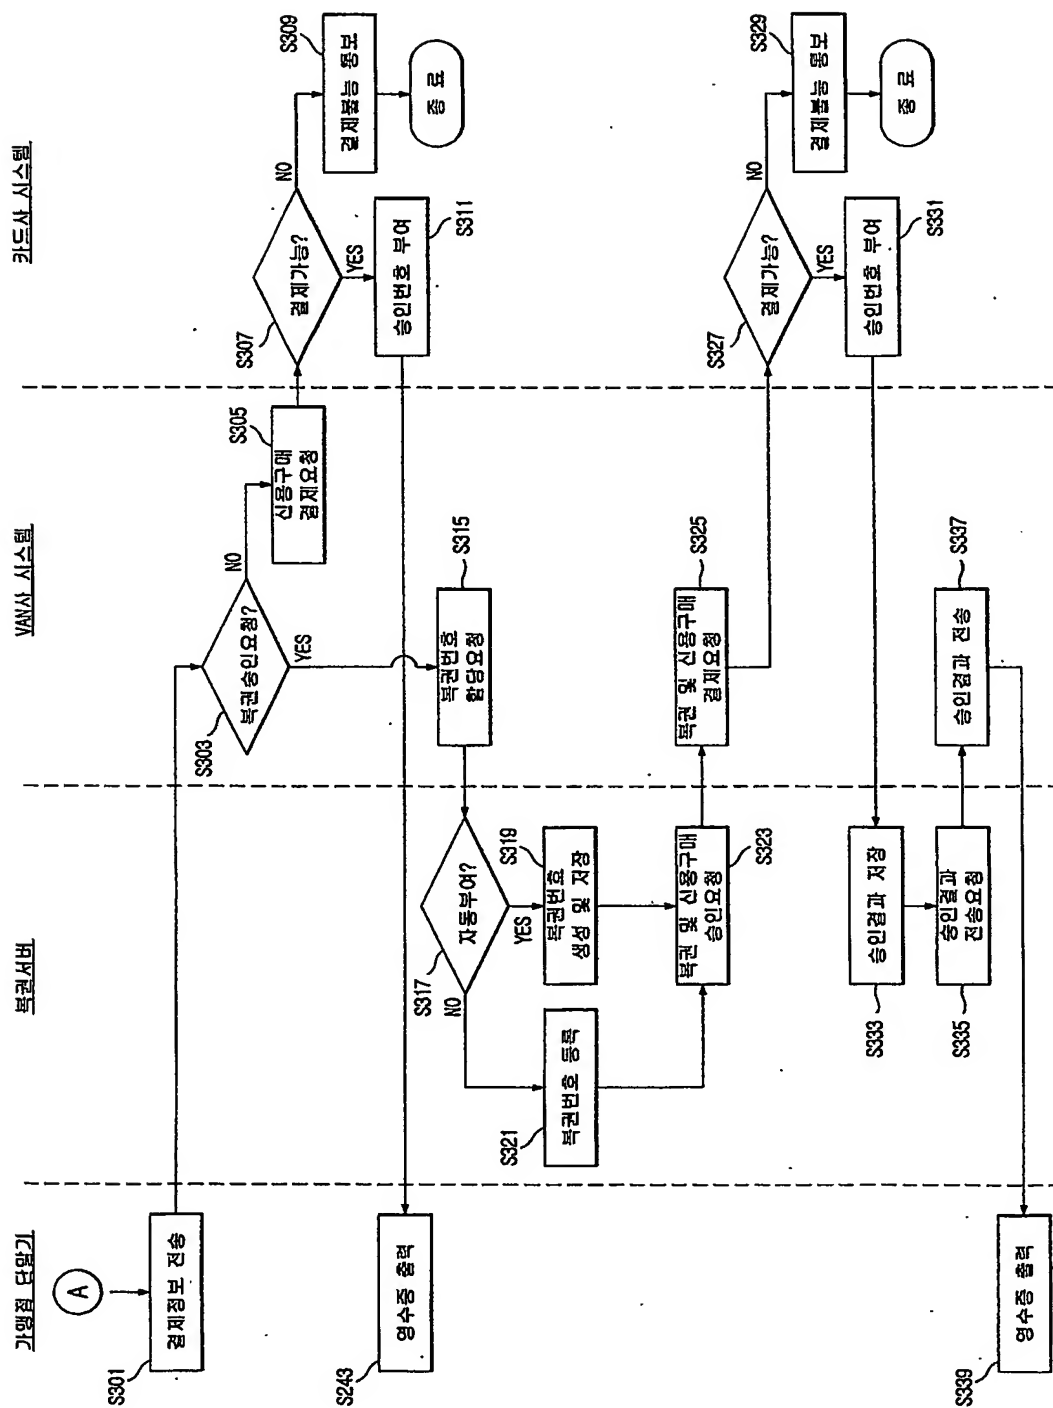 가맹점 단말기
복권서버
VAN사 시스템
카드사 시스템
A
S301
결제정보 전송
S303
복권승인요청?
NO
YES
S305
신용구매
결제요청
S307
결제가능?
NO
YES
S309
결제불능 통보
종료
S311
승인번호 부여
S243
영수증 출력
S315
복권번호
할당요청
S317
자동부여?
NO
YES
S319
복권번호
생성 및 저장
S321
복권번호 등록
S323
복권 및 신용구매
승인요청
S325
복권 및 신용구매
결제요청
S327
결제가능?
NO
YES
S329
결제불능 통보
종료
S331
승인번호 부여
S333
승인결과 저장
S335
승인결과
전송요청
S337
승인결과 전송
S339
영수증 출력